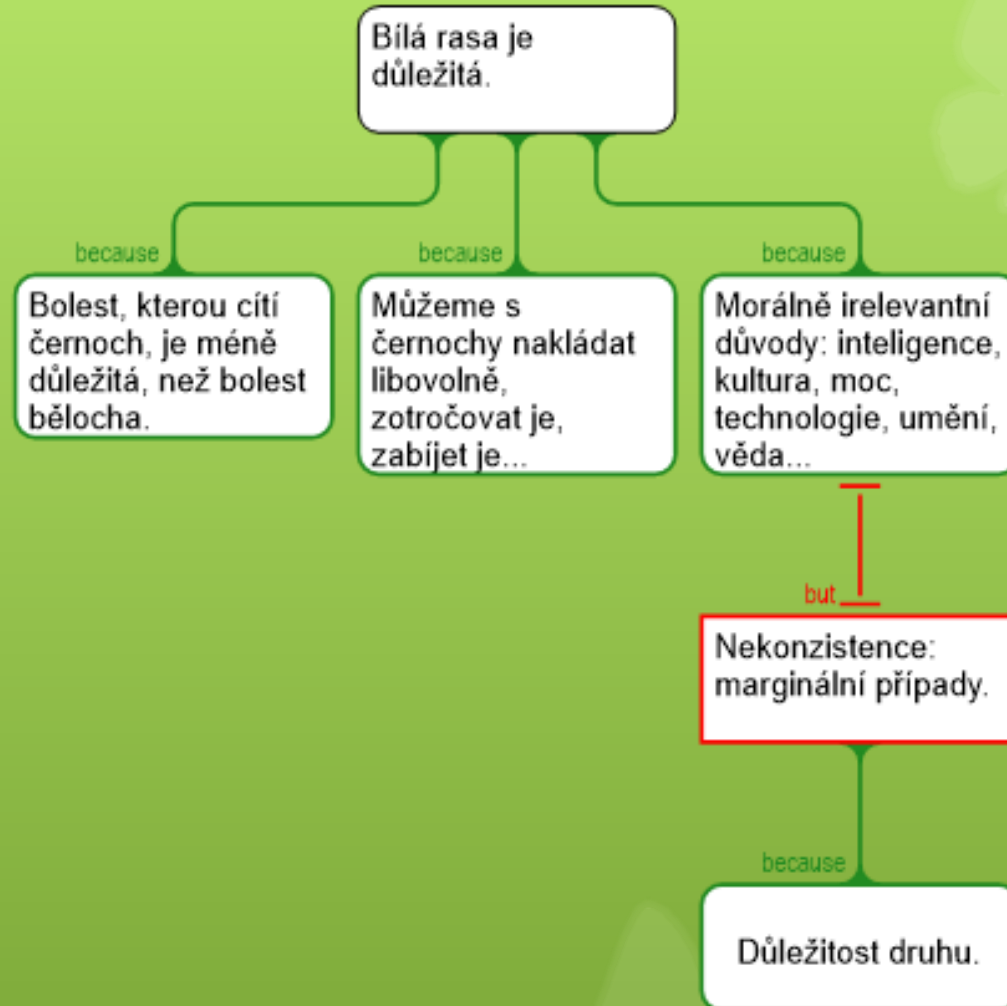 Bílá rasa je
důležitá.
because
because
because
Bolest, kterou cítí
černoch, je méně
důležitá, než bolest
bělocha.
Můžeme s
černochy nakládat
libovolně,
zotročovat je,
zabíjet je...
Morálně irelevantní
důvody: inteligence,
kultura, moc,
technologie, umění,
věda...
but
Nekonzistence:
marginální případy.
because
Důležitost druhu.